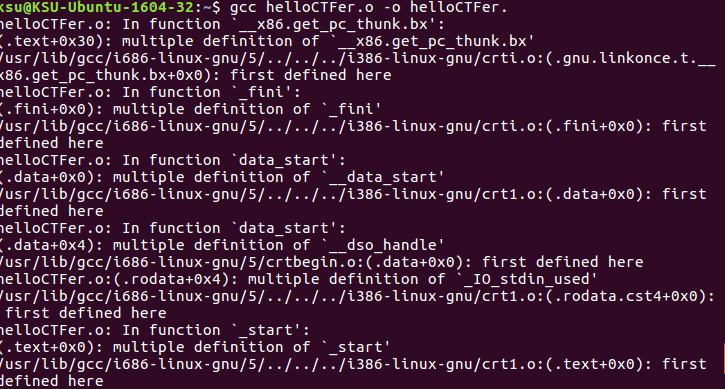 ksu@KSU-Ubuntu-1604-32:~$ gcc helloCTFer.o -o helloCTFer.
helloCTFer.o: In function `__x86.get_pc_thunk.bx':
(.text+0x30): multiple definition of `__x86.get_pc_thunk.bx'
/usr/lib/gcc/i686-linux-gnu/5/../../../i386-linux-gnu/crti.o:(.gnu.linkonce.t.__
x86.get_pc_thunk.bx+0x0): first defined here
helloCTFer.o: In function `_fini':
(.fini+0x0): multiple definition of `_fini'
/usr/lib/gcc/i686-linux-gnu/5/../../../i386-linux-gnu/crti.o:(.fini+0x0): first
defined here
helloCTFer.o: In function `data_start':
(.data+0x0): multiple definition of `__data_start'
/usr/lib/gcc/i686-linux-gnu/5/../../../i386-linux-gnu/crt1.o:(.data+0x0): first
defined here
helloCTFer.o: In function `data_start':
(.data+0x4): multiple definition of `__dso_handle'
/usr/lib/gcc/i686-linux-gnu/5/crtbegin.o:(.data+0x0): first defined here
helloCTFer.o:(.rodata+0x4): multiple definition of `_IO_stdin_used'
/usr/lib/gcc/i686-linux-gnu/5/../../../i386-linux-gnu/crt1.o:(.rodata.cst4+0x0):
first defined here
helloCTFer.o: In function `_start':
(.text+0x0): multiple definition of `_start'
/usr/lib/gcc/i686-linux-gnu/5/../../../i386-linux-gnu/crt1.o:(.text+0x0): first
defined here